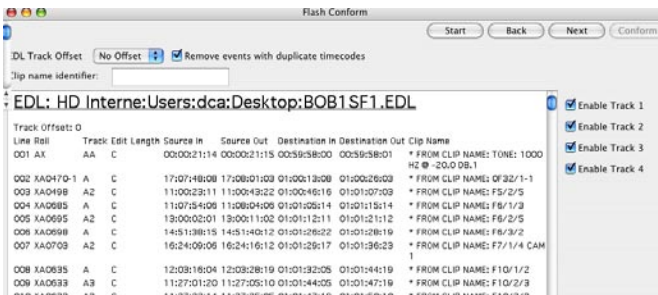 Flash Conform
Start Back Next Conform
EDL Track Offset No Offset Remove events with duplicate timecodes
Clip name identifier:
EDL: HD Interne:Users:dca:Desktop:BOB1SF1.EDL
Enable Track 1
Enable Track 2
Enable Track 3
Enable Track 4
Track Offset: 0
Line Roll Track Edit Length Source In Source Out Destination In Destination Out Clip Name
001 AX AA C 00:00:21:14 00:00:21:15 00:59:58:00 00:59:58:01 * FROM CLIP NAME: TONE: 1000
HZ @ -20.0 DB.1
002 XA0470-1 A C 17:07:48:08 17:08:01:03 01:00:13:08 01:00:26:03 * FROM CLIP NAME: OF32/1-1
003 XA0498 A2 C 11:00:23:11 11:00:43:22 01:00:46:16 01:01:07:03 * FROM CLIP NAME: F5/2/5
004 XA0685 A C 11:07:54:06 11:08:04:06 01:01:05:14 01:01:15:14 * FROM CLIP NAME: F6/1/3
005 XA0695 A2 C 13:00:02:01 13:00:11:02 01:01:12:11 01:01:21:12 * FROM CLIP NAME: F6/2/5
006 XA0698 A C 14:51:38:15 14:51:40:12 01:01:26:22 01:01:28:19 * FROM CLIP NAME: F6/3/2
007 XA0703 A2 C 16:24:09:06 16:24:16:12 01:01:29:17 01:01:36:23 * FROM CLIP NAME: F7/1/4 CAM
1
008 XA0635 A C 12:03:16:04 12:03:28:19 01:01:32:05 01:01:44:19 * FROM CLIP NAME: F10/1/2
009 XA0633 A3 C 11:27:01:20 11:27:05:10 01:01:44:05 01:01:47:19 * FROM CLIP NAME: F10/2/3